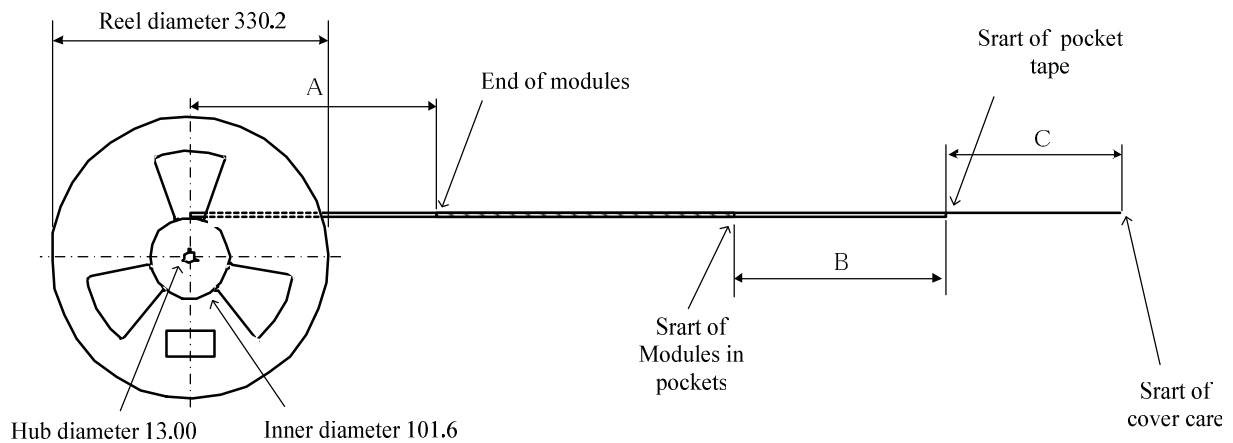 Reel diameter 330.2
Srart of pocket
tape
A
End of modules
C
B
Srart of
Modules in
pockets
Srart of
cover care
Hub diameter 13.00
Inner diameter 101.6